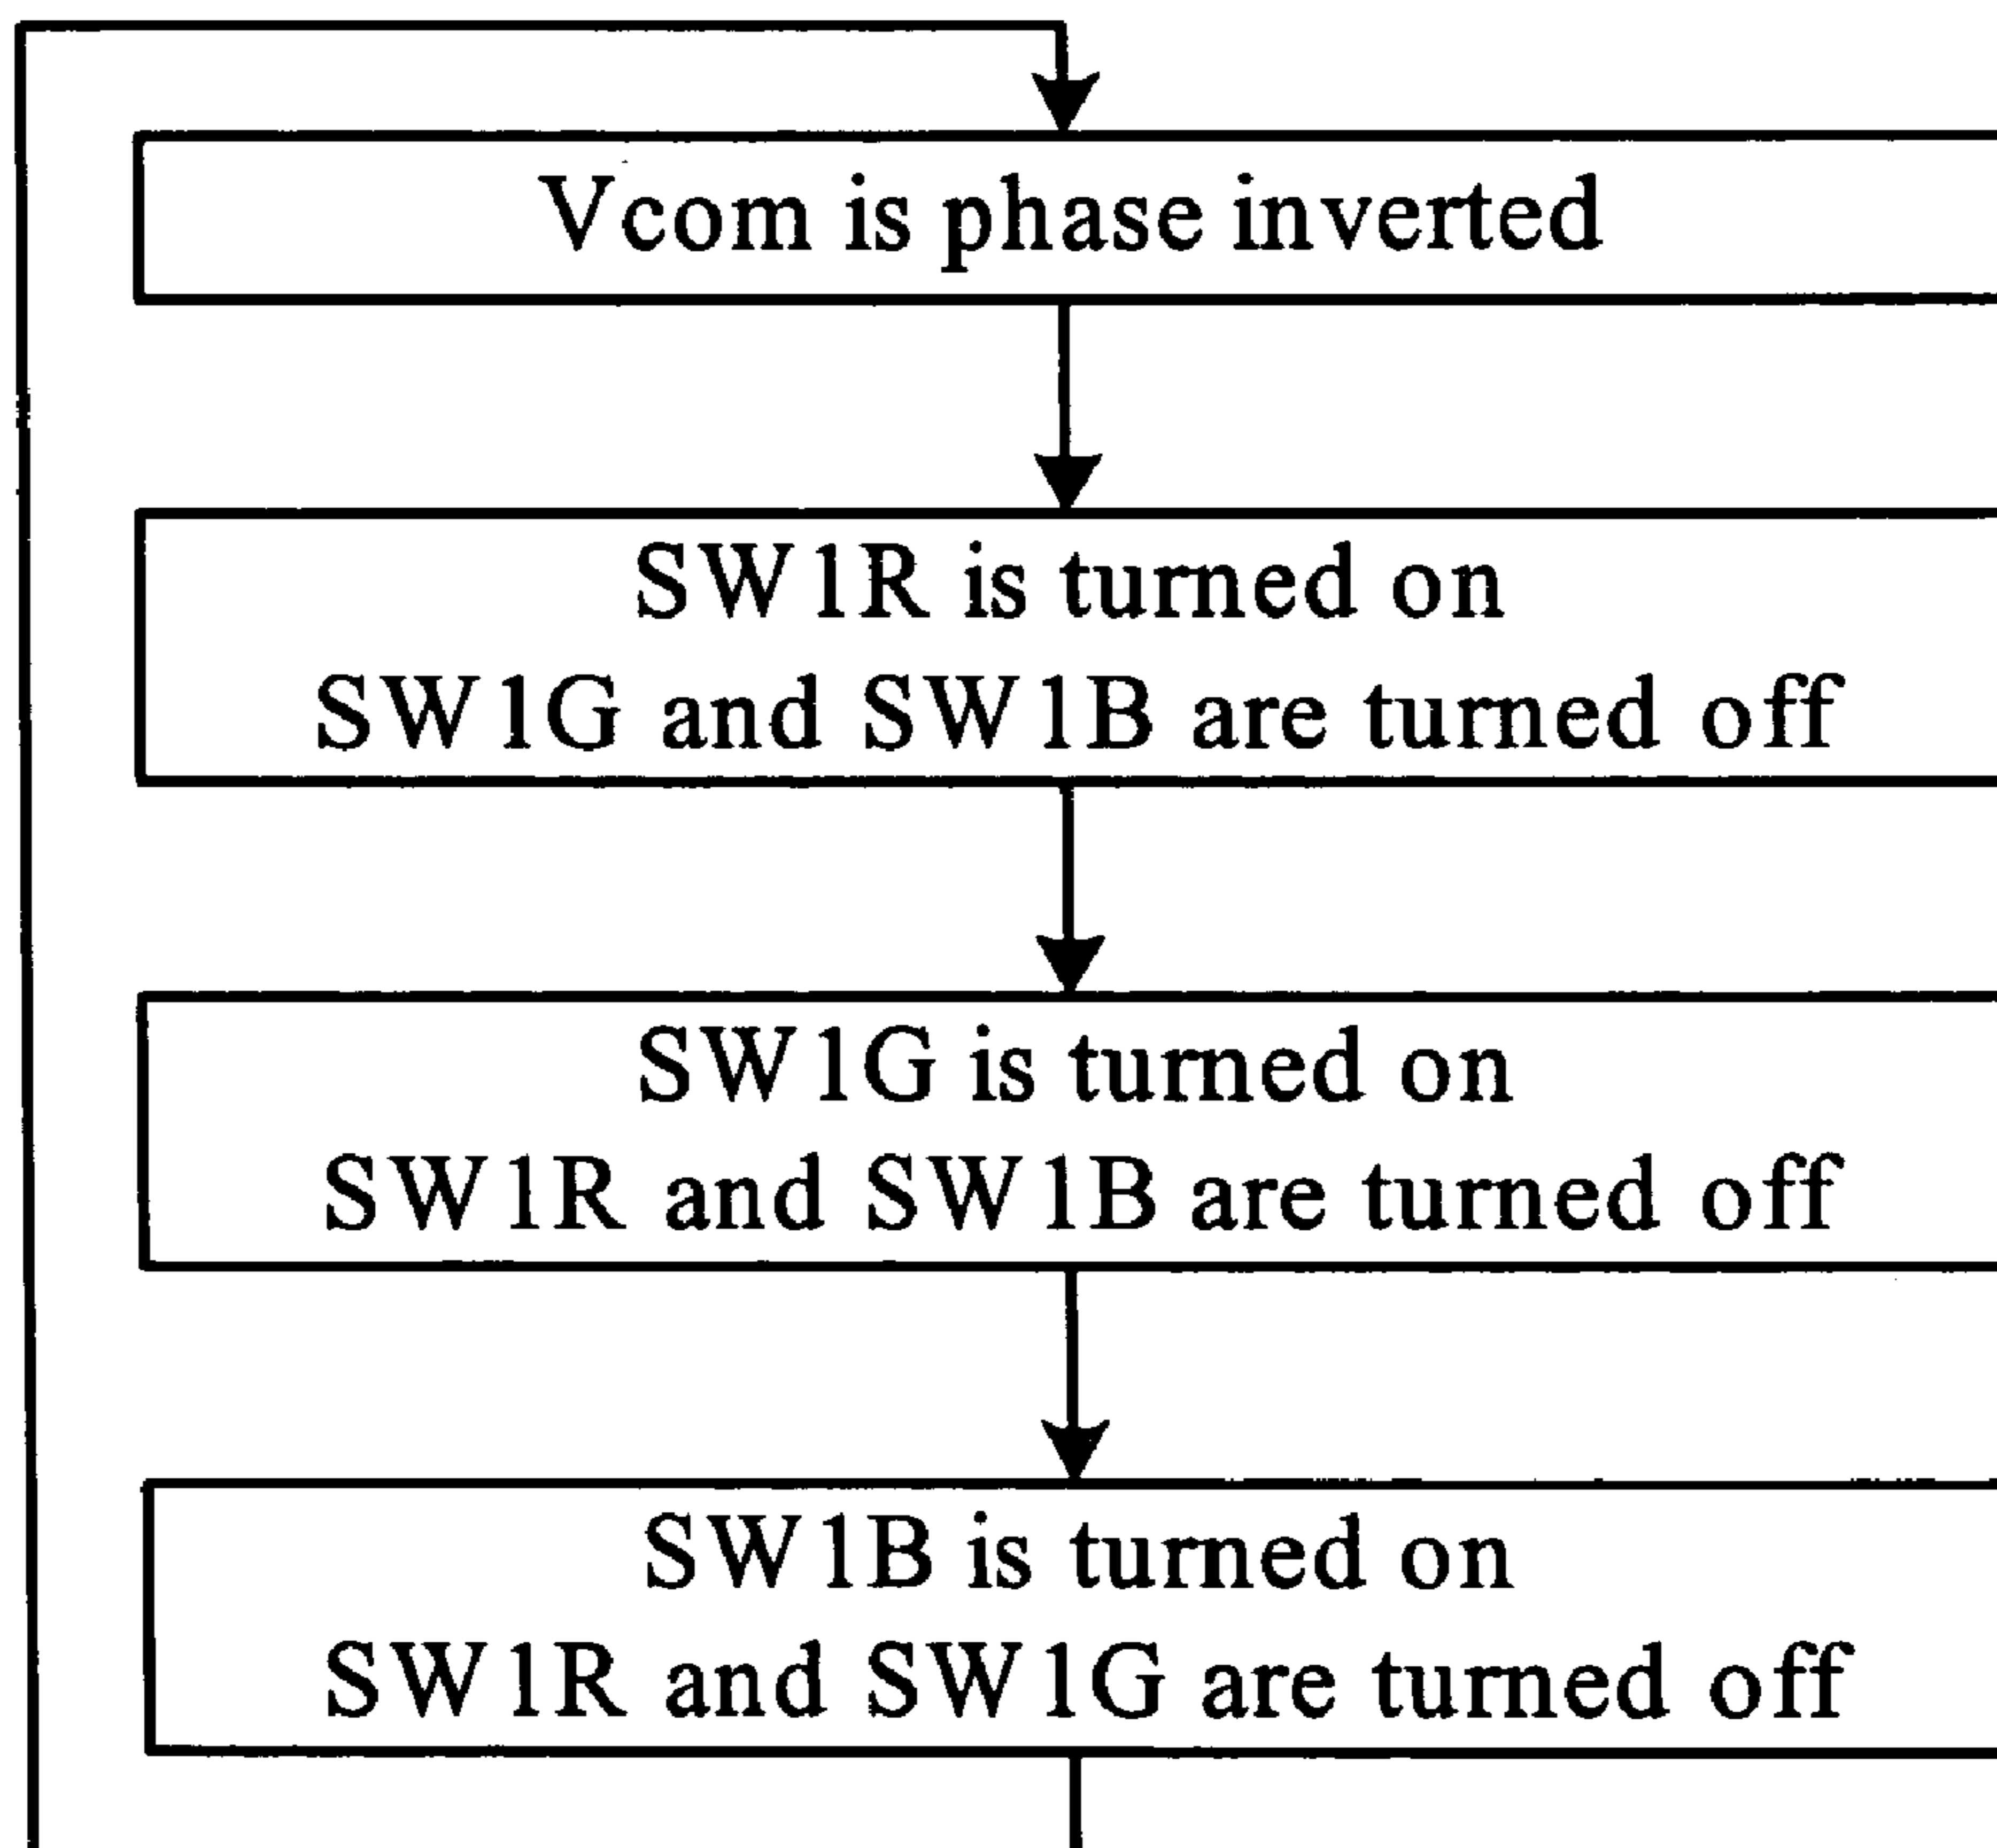 Vcom is phase inverted
SW1R is turned on
SW1G and SW1B are turned off
SW1G is turned on
SW1R and SW1B are turned off
SW1B is turned on
SW1R and SW1G are turned off